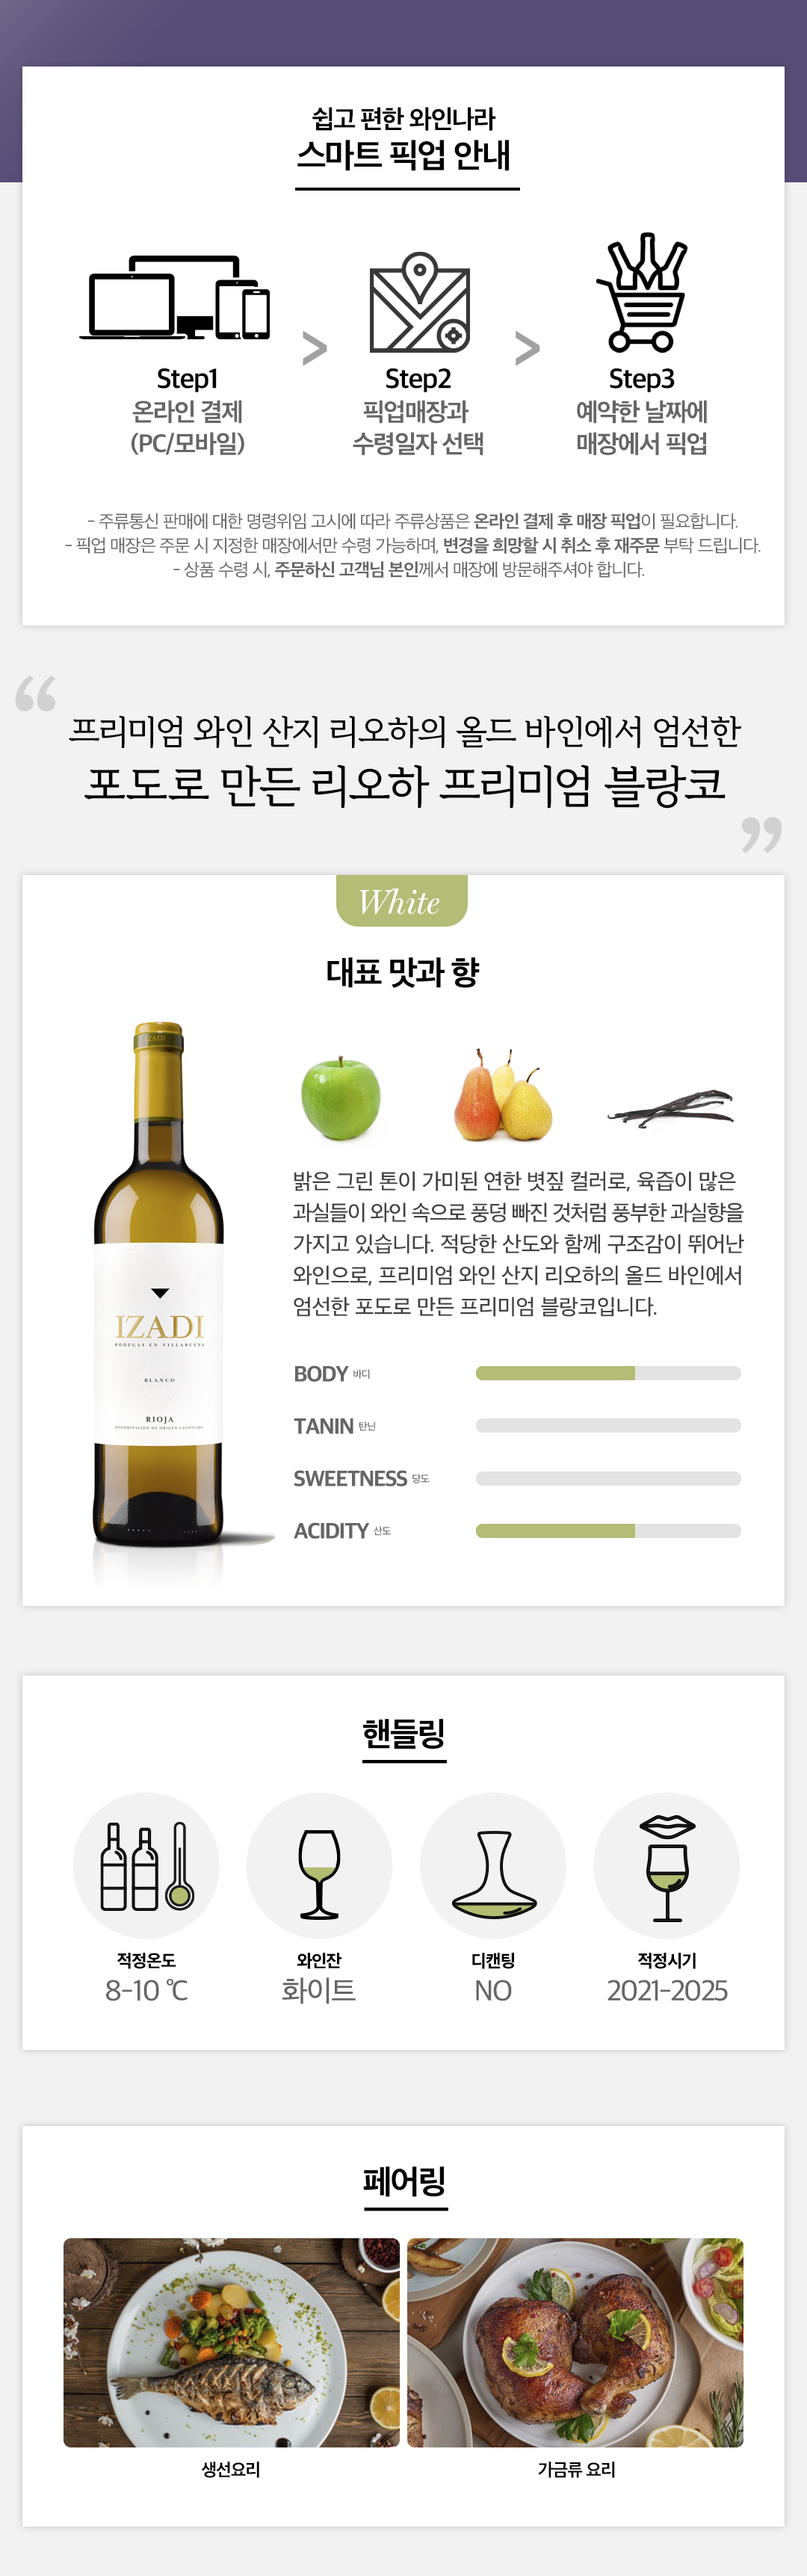 쉽고 편한 와인나라
스마트 픽업 안내
Step1
온라인 결제
(PC/모바일)
>
Step2
픽업매장과
수령일자 선택
>
Step3
예약한 날짜에
매장에서 픽업
- 주류통신 판매에 대한 명령위임 고시에 따라 주류상품은 온라인 결제 후 매장 픽업이 필요합니다.
- 픽업 매장은 주문 시 지정한 매장에서만 수령 가능하며, 변경을 희망할 시 취소 후 재주문 부탁 드립니다.
- 상품 수령 시, 주문하신 고객님 본인께서 매장에 방문해주셔야 합니다.
“
프리미엄 와인 산지 리오하의 올드 바인에서 엄선한
포도로 만든 리오하 프리미엄 블랑코
”
White
대표 맛과 향
IZADI
IZADI
BODEGAS EN VILLABUENA
BLANCO
RIOJA
DENOMINACIÓN DE ORIGEN CALIFICADA
밝은 그린 톤이 가미된 연한 볏짚 컬러로, 육즙이 많은
과실들이 와인 속으로 풍덩 빠진 것처럼 풍부한 과실향을
가지고 있습니다. 적당한 산도와 함께 구조감이 뛰어난
와인으로, 프리미엄 와인 산지 리오하의 올드 바인에서
엄선한 포도로 만든 프리미엄 블랑코입니다.
BODY 바디
TANIN 탄닌
SWEETNESS 당도
ACIDITY 산도
핸들링
적정온도
8-10 ℃
와인잔
화이트
디캔팅
NO
적정시기
2021-2025
페어링
생선요리
가금류 요리